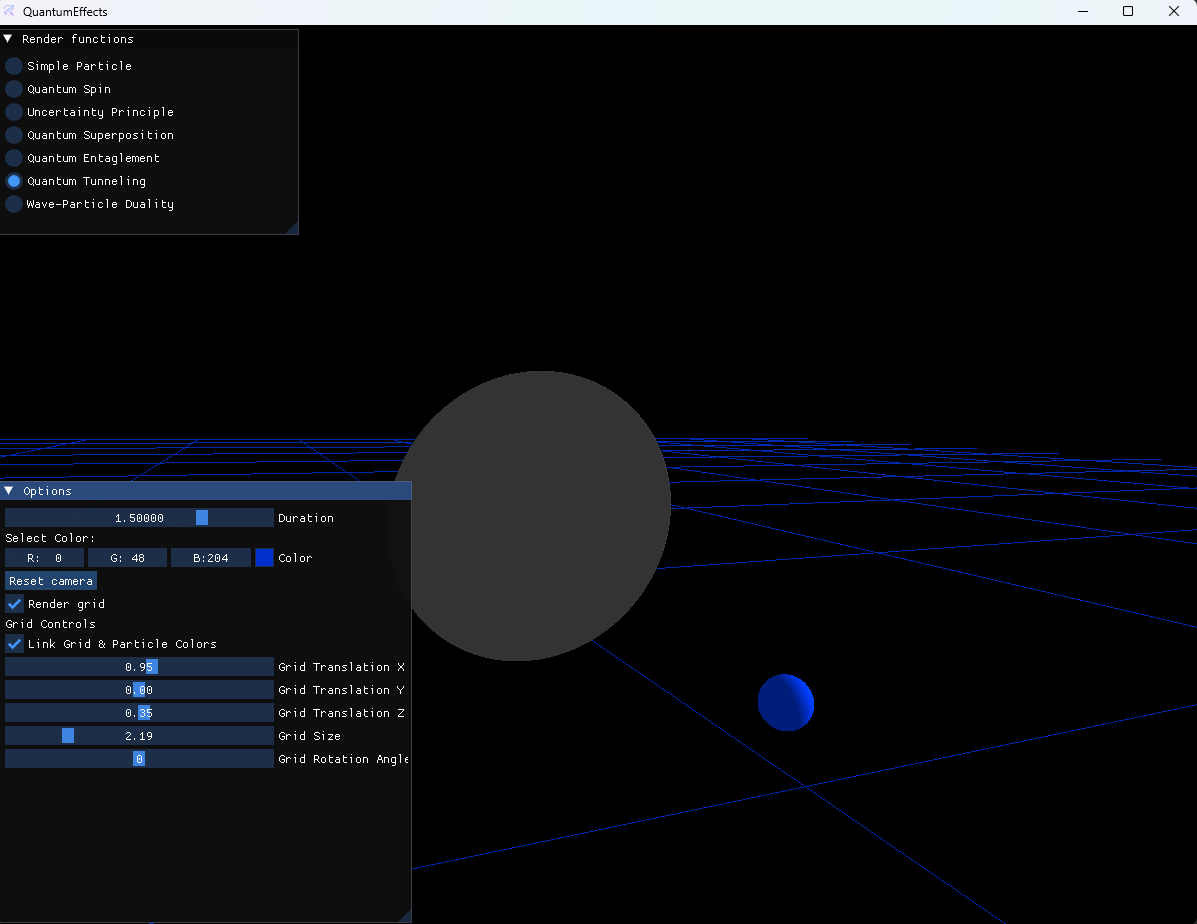 QuantumEffects
Render functions
Simple Particle
Quantum Spin
Uncertainty Principle
Quantum Superposition
Quantum Entaglement
Quantum Tunneling
Wave-Particle Duality
Options
1.50000 Duration
Select Color:
R: 0 G: 48 B:204 Color
Reset camera
Render grid
Grid Controls
Link Grid & Particle Colors
0.95 Grid Translation X
0.00 Grid Translation Y
0.35 Grid Translation Z
2.19 Grid Size
0 Grid Rotation Angle